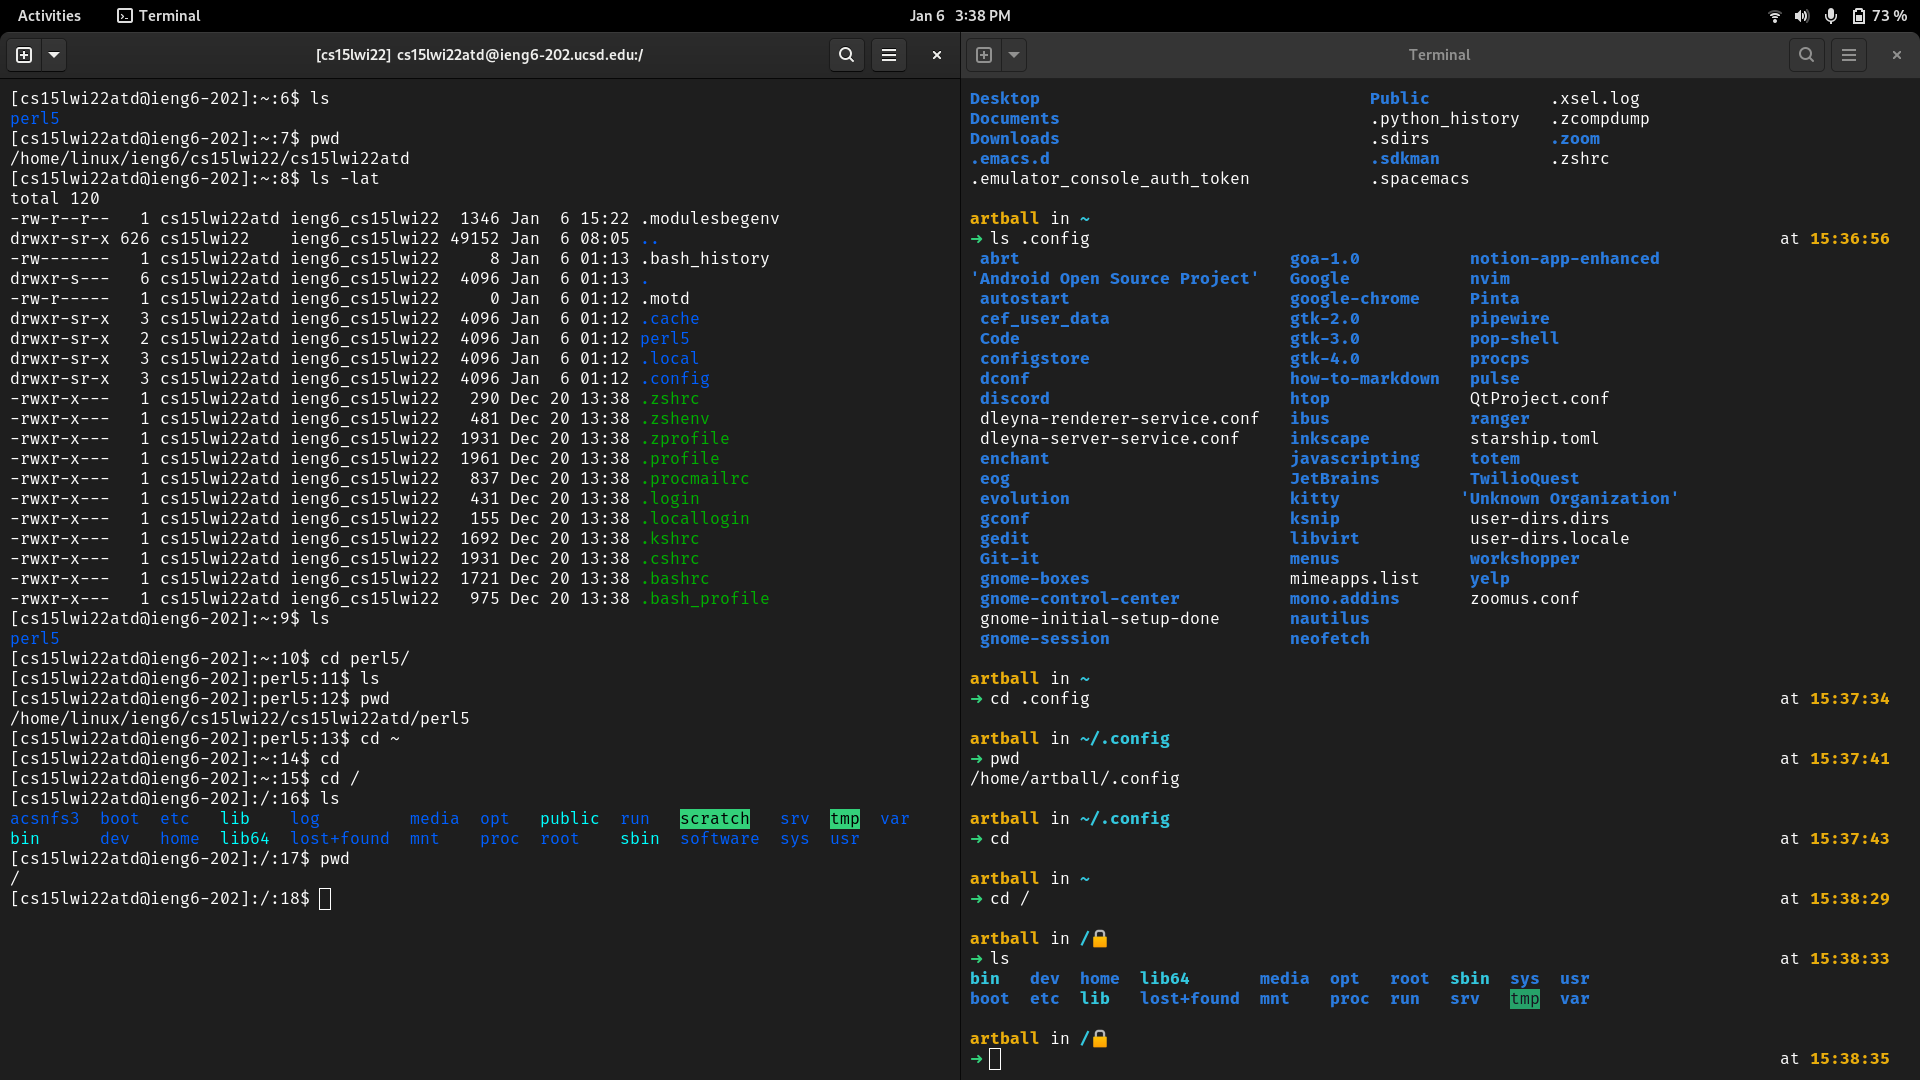 Activities Terminal Jan 6 3:38 PM 73 %
[cs15lwi22] cs15lwi22atd@ieng6-202.ucsd.edu:/
[cs15lwi22atd@ieng6-202]:~:6$ ls
perl5
[cs15lwi22atd@ieng6-202]:~:7$ pwd
/home/linux/ieng6/cs15lwi22/cs15lwi22atd
[cs15lwi22atd@ieng6-202]:~:8$ ls -lat
total 120
-rw-r--r--   1 cs15lwi22atd ieng6_cs15lwi22  1346 Jan  6 15:22 .modulesbegenv
drwxr-sr-x 626 cs15lwi22    ieng6_cs15lwi22 49152 Jan  6 08:05 ..
-rw-------   1 cs15lwi22atd ieng6_cs15lwi22     8 Jan  6 01:13 .bash_history
drwxr-s---   6 cs15lwi22atd ieng6_cs15lwi22  4096 Jan  6 01:13 .
-rw-r-----   1 cs15lwi22atd ieng6_cs15lwi22     0 Jan  6 01:12 .motd
drwxr-sr-x   3 cs15lwi22atd ieng6_cs15lwi22  4096 Jan  6 01:12 .cache
drwxr-sr-x   2 cs15lwi22atd ieng6_cs15lwi22  4096 Jan  6 01:12 perl5
drwxr-sr-x   3 cs15lwi22atd ieng6_cs15lwi22  4096 Jan  6 01:12 .local
drwxr-sr-x   3 cs15lwi22atd ieng6_cs15lwi22  4096 Jan  6 01:12 .config
-rwxr-x---   1 cs15lwi22atd ieng6_cs15lwi22   290 Dec 20 13:38 .zshrc
-rwxr-x---   1 cs15lwi22atd ieng6_cs15lwi22   481 Dec 20 13:38 .zshenv
-rwxr-x---   1 cs15lwi22atd ieng6_cs15lwi22  1931 Dec 20 13:38 .zprofile
-rwxr-x---   1 cs15lwi22atd ieng6_cs15lwi22  1961 Dec 20 13:38 .profile
-rwxr-x---   1 cs15lwi22atd ieng6_cs15lwi22   837 Dec 20 13:38 .procmailrc
-rwxr-x---   1 cs15lwi22atd ieng6_cs15lwi22   431 Dec 20 13:38 .login
-rwxr-x---   1 cs15lwi22atd ieng6_cs15lwi22   155 Dec 20 13:38 .locallogin
-rwxr-x---   1 cs15lwi22atd ieng6_cs15lwi22  1692 Dec 20 13:38 .kshrc
-rwxr-x---   1 cs15lwi22atd ieng6_cs15lwi22  1931 Dec 20 13:38 .cshrc
-rwxr-x---   1 cs15lwi22atd ieng6_cs15lwi22  1721 Dec 20 13:38 .bashrc
-rwxr-x---   1 cs15lwi22atd ieng6_cs15lwi22   975 Dec 20 13:38 .bash_profile
[cs15lwi22atd@ieng6-202]:~:9$ ls
perl5
[cs15lwi22atd@ieng6-202]:~:10$ cd perl5/
[cs15lwi22atd@ieng6-202]:perl5:11$ ls
[cs15lwi22atd@ieng6-202]:perl5:12$ pwd
/home/linux/ieng6/cs15lwi22/cs15lwi22atd/perl5
[cs15lwi22atd@ieng6-202]:perl5:13$ cd ~
[cs15lwi22atd@ieng6-202]:~:14$ cd
[cs15lwi22atd@ieng6-202]:~:15$ cd /
[cs15lwi22atd@ieng6-202]:/:16$ ls
acsnfs3  boot  etc   lib    log         media  opt   public  run   scratch   srv  tmp  var
bin      dev   home  lib64  lost+found  mnt    proc  root    sbin  software  sys  usr
[cs15lwi22atd@ieng6-202]:/:17$ pwd
/
[cs15lwi22atd@ieng6-202]:/:18$
Terminal
Desktop Public .xsel.log
Documents .python_history .zcompdump
Downloads .sdirs .zoom
.emacs.d .sdkman .zshrc
.emulator_console_auth_token .spacemacs
artball in ~
➜ ls .config at 15:36:56
abrt goa-1.0 notion-app-enhanced
'Android Open Source Project' Google nvim
autostart google-chrome Pinta
cef_user_data gtk-2.0 pipewire
Code gtk-3.0 pop-shell
configstore gtk-4.0 procps
dconf how-to-markdown pulse
discord htop QtProject.conf
dleyna-renderer-service.conf ibus ranger
dleyna-server-service.conf inkscape starship.toml
enchant javascripting totem
eog JetBrains TwilioQuest
evolution kitty 'Unknown Organization'
gconf ksnip user-dirs.dirs
gedit libvirt user-dirs.locale
Git-it menus workshopper
gnome-boxes mimeapps.list yelp
gnome-control-center mono.addins zoomus.conf
gnome-initial-setup-done nautilus
gnome-session neofetch
artball in ~
➜ cd .config at 15:37:34
artball in ~/.config
➜ pwd at 15:37:41
/home/artball/.config
artball in ~/.config
➜ cd at 15:37:43
artball in ~
➜ cd / at 15:38:29
artball in /🔒
➜ ls at 15:38:33
bin   dev  home  lib64       media  opt   root  sbin  sys  usr
boot  etc  lib   lost+found  mnt    proc  run   srv   tmp  var
artball in /🔒
➜ at 15:38:35